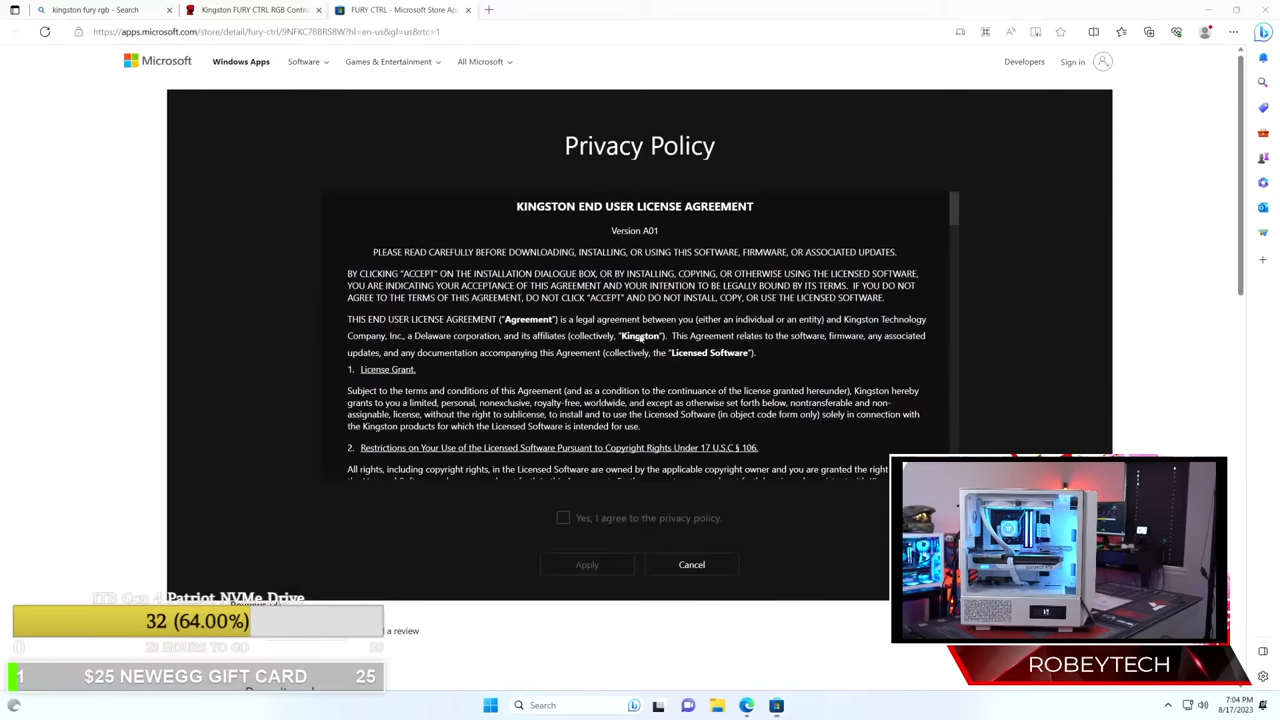 kingston fury rgb - Search
Kingston FURY CTRL RGB Contro
FURY CTRL - Microsoft Store Ap
https://apps.microsoft.com/store/detail/fury-ctrl/9NFKC78BRS8W?hl=en-us&gl=us&rtc=1
Microsoft
Windows Apps
Software
Games & Entertainment
All Microsoft
Developers
Sign in
Privacy Policy
KINGSTON END USER LICENSE AGREEMENT
Version A01
PLEASE READ CAREFULLY BEFORE DOWNLOADING, INSTALLING, OR USING THIS SOFTWARE, FIRMWARE, OR ASSOCIATED UPDATES.
BY CLICKING "ACCEPT" ON THE INSTALLATION DIALOGUE BOX, OR BY INSTALLING, COPYING, OR OTHERWISE USING THE LICENSED SOFTWARE,
YOU ARE INDICATING YOUR ACCEPTANCE OF THIS AGREEMENT AND YOUR INTENTION TO BE LEGALLY BOUND BY ITS TERMS. IF YOU DO NOT
AGREE TO THE TERMS OF THIS AGREEMENT, DO NOT CLICK "ACCEPT" AND DO NOT INSTALL, COPY, OR USE THE LICENSED SOFTWARE.
THIS END USER LICENSE AGREEMENT ("Agreement") is a legal agreement between you (either an individual or an entity) and Kingston Technology
Company, Inc., a Delaware corporation, and its affiliates (collectively, "Kingston"). This Agreement relates to the software, firmware, any associated
updates, and any documentation accompanying this Agreement (collectively, the "Licensed Software").
1. License Grant.
Subject to the terms and conditions of this Agreement (and as a condition to the continuance of the license granted hereunder), Kingston hereby
grants to you a limited, personal, nonexclusive, royalty-free, worldwide, and except as otherwise set forth below, nontransferable and non-
assignable, license, without the right to sublicense, to install and to use the Licensed Software (in object code form only) solely in connection with
the Kingston products for which the Licensed Software is intended for use.
2. Restrictions on Your Use of the Licensed Software Pursuant to Copyright Rights Under 17 U.S.C § 106.
All rights, including copyright rights, in the Licensed Software are owned by the applicable copyright owner and you are granted the right
Yes, I agree to the privacy policy.
Apply
Cancel
1TB Gen 4 Patriot NVMe Drive
32 (64.00%)
23 HOURS TO GO
0
50
a review
1
$25 NEWEGG GIFT CARD
25
ROBEYTECH
Search
7:04 PM
8/17/2023